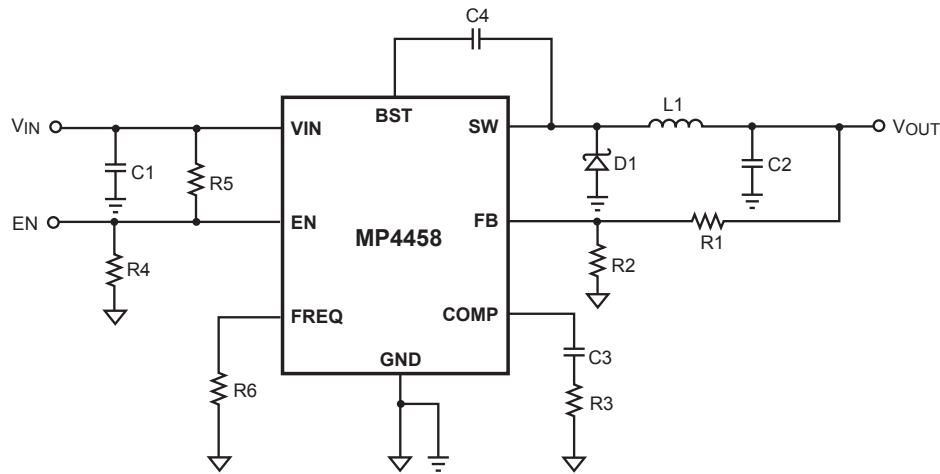 C4
VIN
C1
R5
EN
R4
R6
BST
VIN
SW
EN
FB
MP4458
FREQ
COMP
GND
L1
VOUT
D1
C2
R1
R2
C3
R3